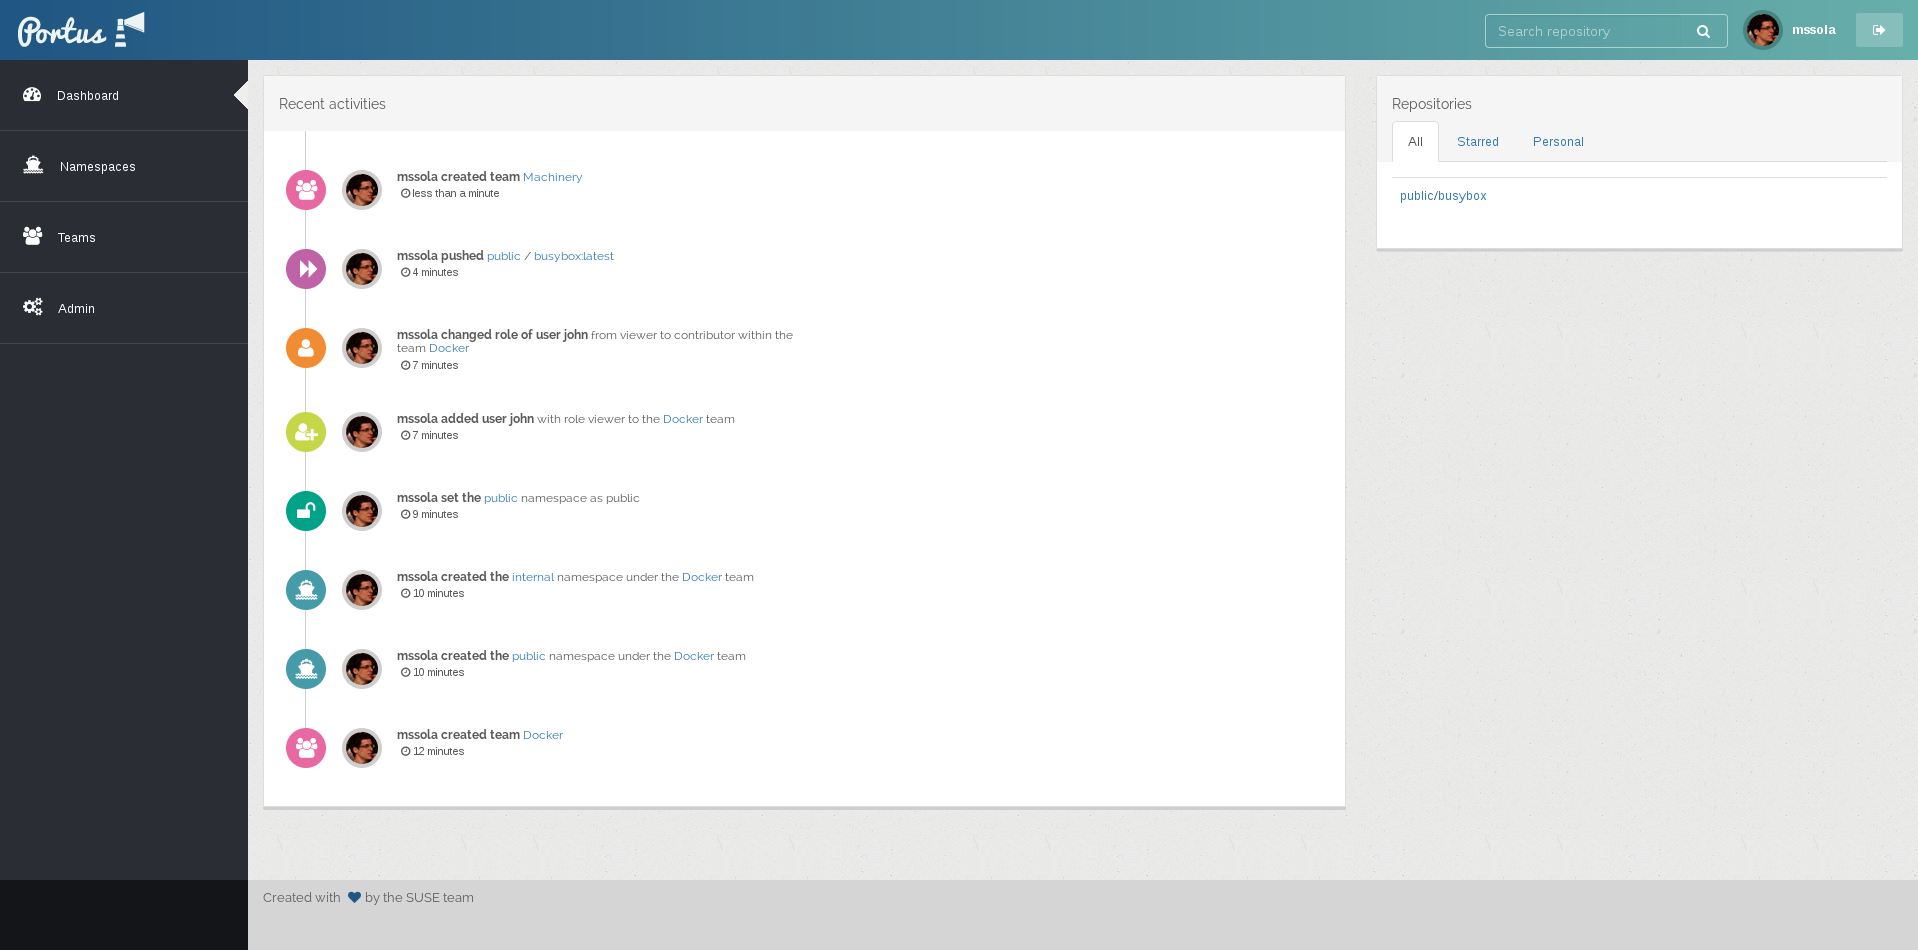 Portus
Search repository
mssola
Dashboard
Namespaces
Teams
Admin
Recent activities
mssola created team Machinery
less than a minute
mssola pushed public / busybox:latest
4 minutes
mssola changed role of user john from viewer to contributor within the
team Docker
7 minutes
mssola added user john with role viewer to the Docker team
7 minutes
mssola set the public namespace as public
9 minutes
mssola created the internal namespace under the Docker team
10 minutes
mssola created the public namespace under the Docker team
10 minutes
mssola created team Docker
12 minutes
Repositories
All Starred Personal
public/busybox
Created with by the SUSE team